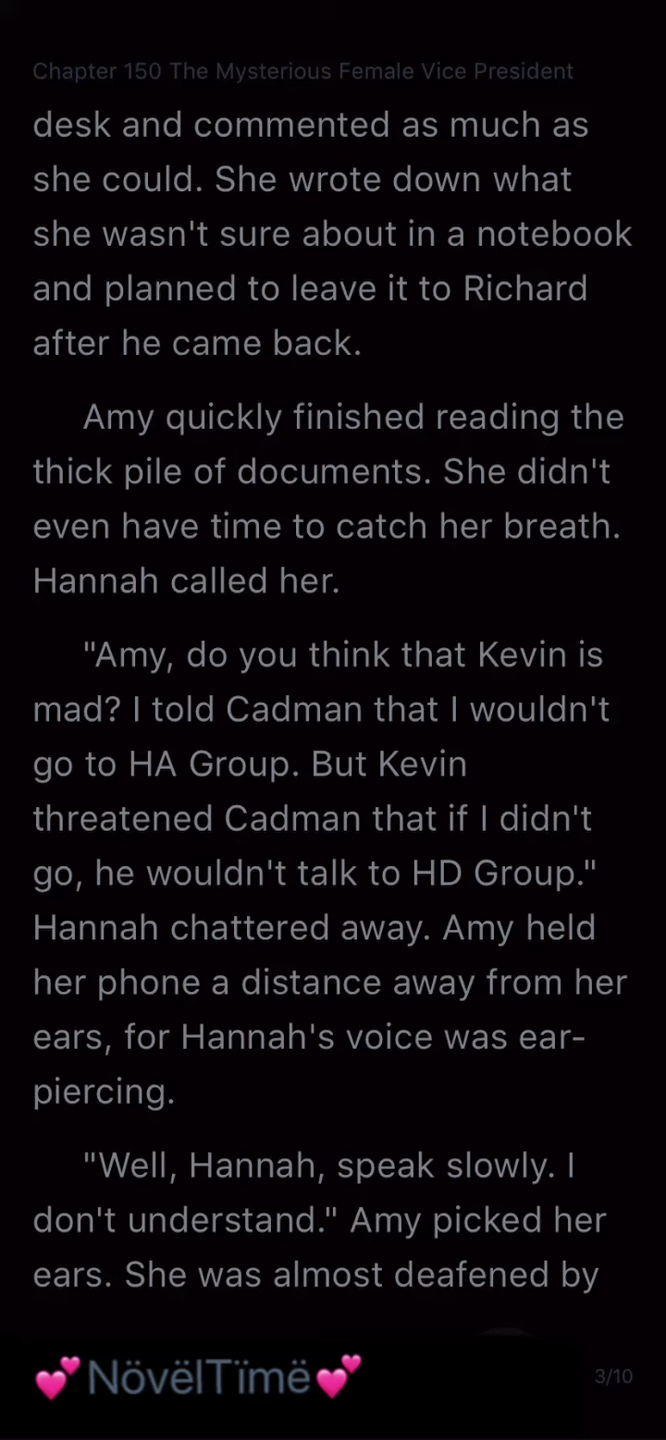 Chapter 150 The Mysterious Female Vice President
desk and commented as much as
she could. She wrote down what
she wasn't sure about in a notebook
and planned to leave it to Richard
after he came back.
Amy quickly finished reading the
thick pile of documents. She didn't
even have time to catch her breath.
Hannah called her.
"Amy, do you think that Kevin is
mad? I told Cadman that I wouldn't
go to HA Group. But Kevin
threatened Cadman that if I didn't
go, he wouldn't talk to HD Group."
Hannah chattered away. Amy held
her phone a distance away from her
ears, for Hannah's voice was ear-
piercing.
"Well, Hannah, speak slowly. I
don't understand." Amy picked her
ears. She was almost deafened by
💕NövëlTïmë💕
3/10